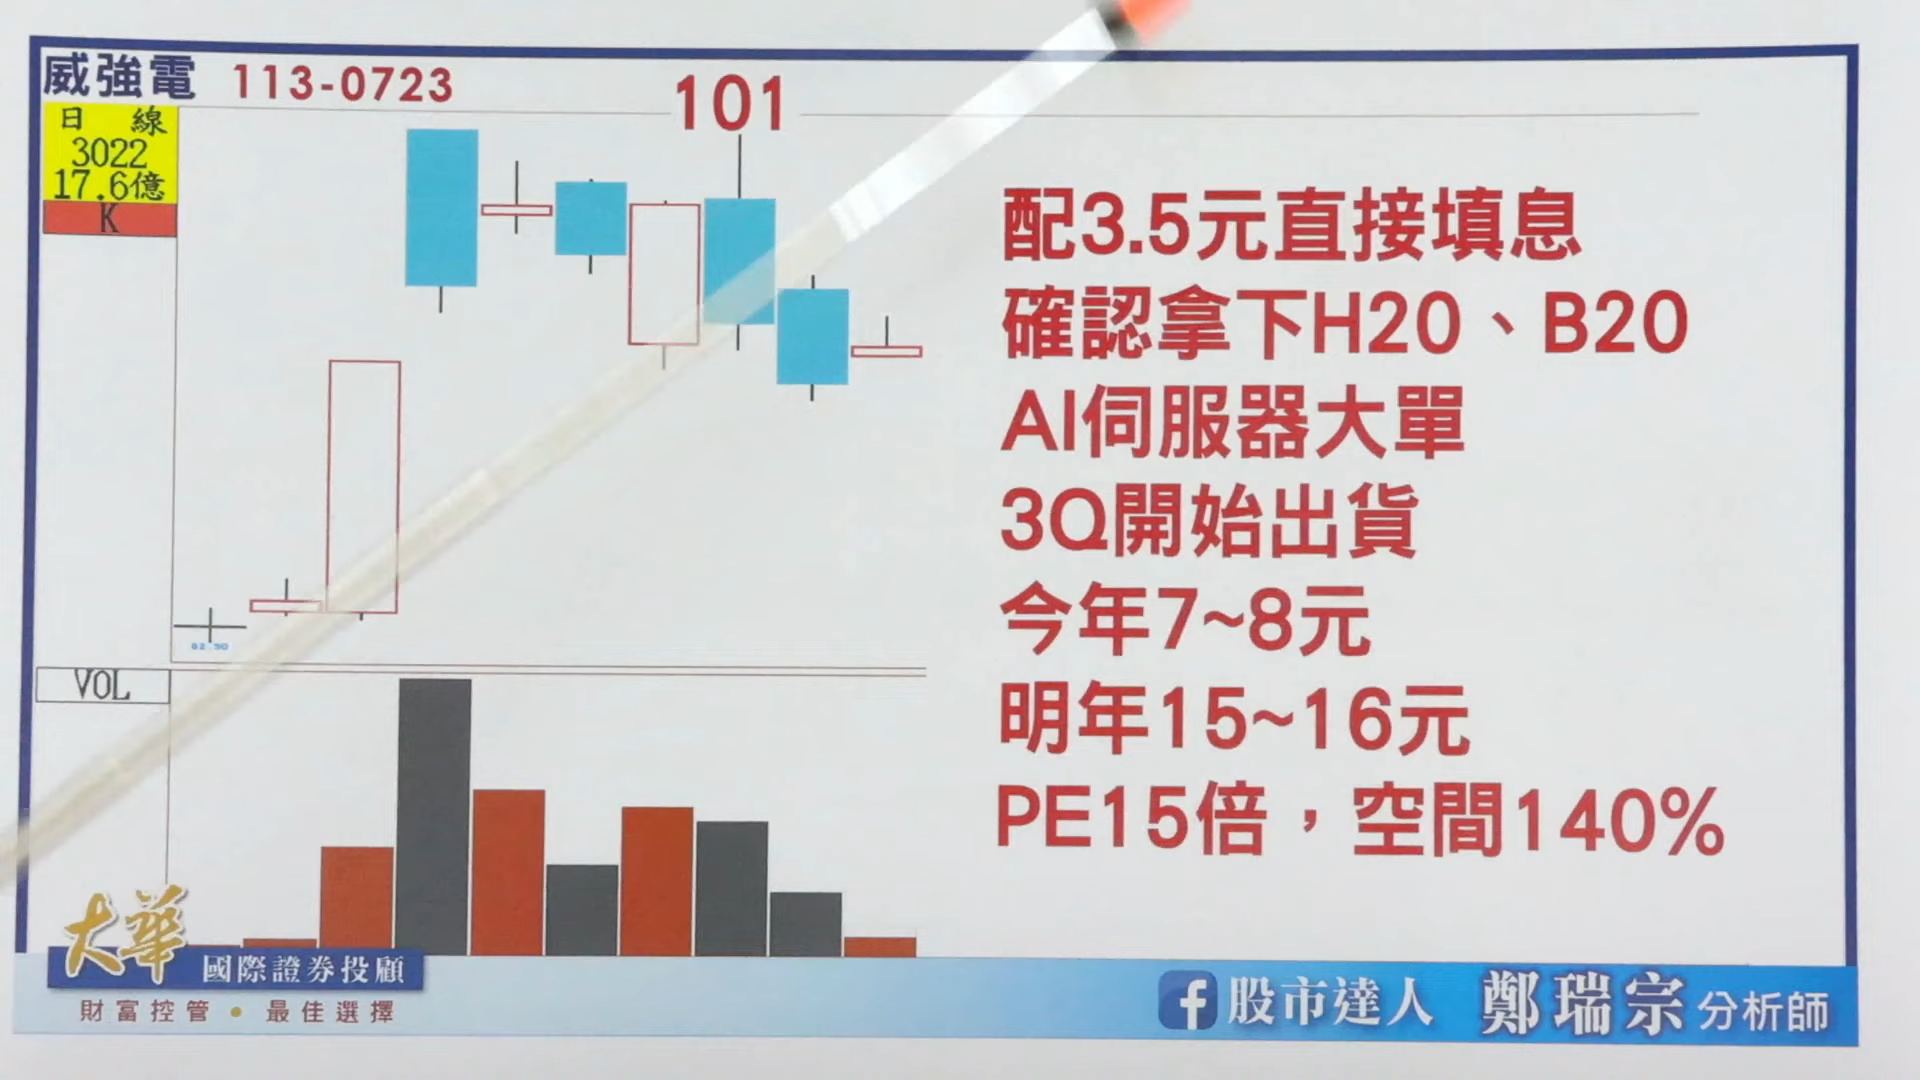 威強電 113-0723
101
日 線
3022
17.6億
K
配3.5元直接填息
確認拿下H20、B20
AI伺服器大單
3Q開始出貨
今年7~8元
明年15~16元
PE15倍，空間140%
VOL
大華 國際證券投顧
財富控管・最佳選擇
f 股市達人 鄭瑞宗 分析師